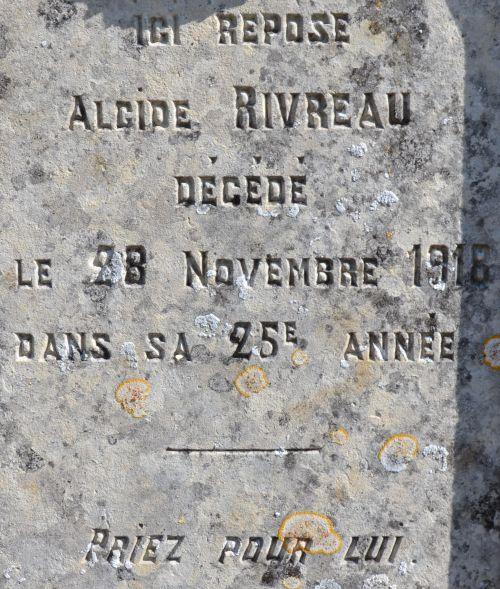 ICI REPOSE
ALCIDE RIVREAU
DÉCÉDÉ
LE 28 NOVEMBRE 1918
DANS SA 25E ANNÉE
PRIEZ POUR LUI.